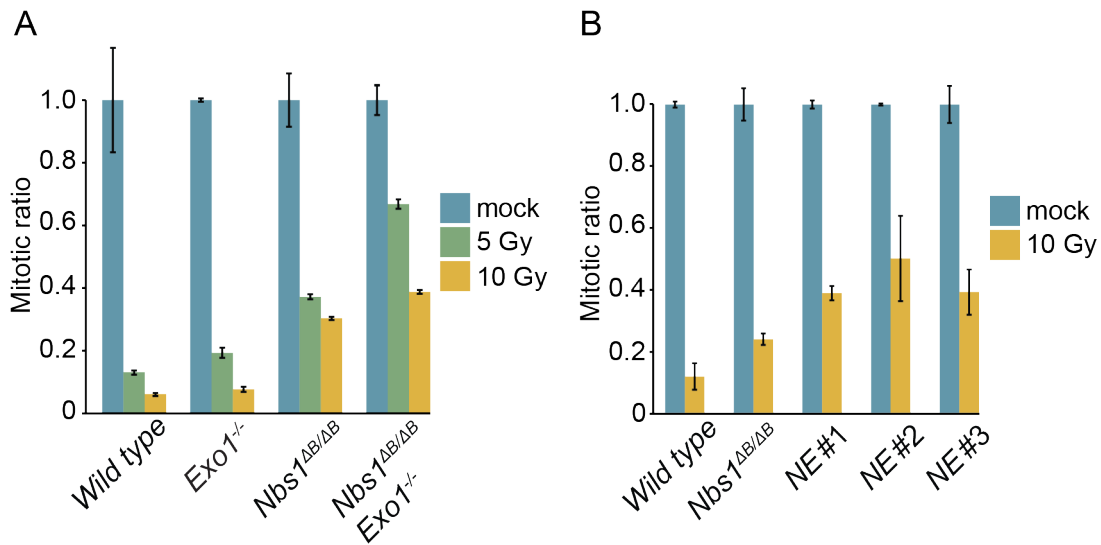 A
Mitotic ratio
1.0
0.8
0.6
0.4
0.2
0
Wild type
Exo1-/-
Nbs1ΔB/ΔB
Nbs1ΔB/ΔB
Exo1-/-
mock
5 Gy
10 Gy
B
Mitotic ratio
1.0
0.8
0.6
0.4
0.2
0
Wild type
Nbs1ΔB/ΔB
NE #1
NE #2
NE #3
mock
10 Gy